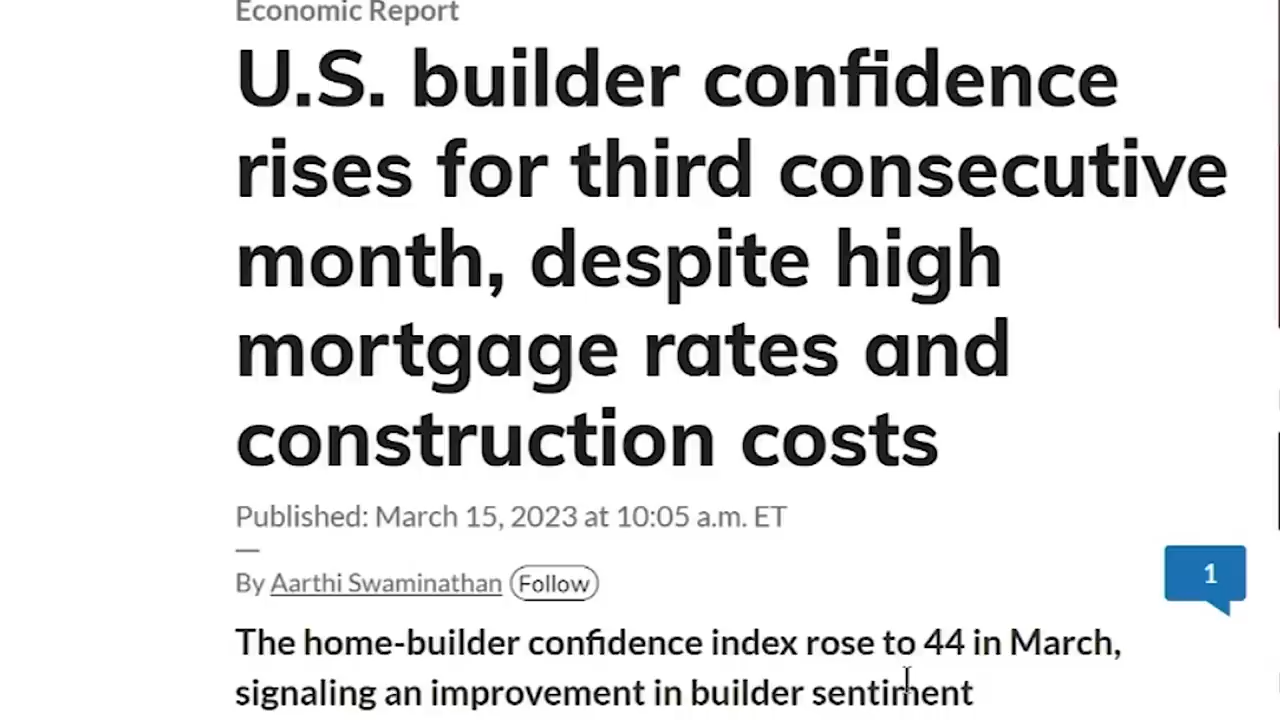 Economic Report
U.S. builder confidence
rises for third consecutive
month, despite high
mortgage rates and
construction costs
Published: March 15, 2023 at 10:05 a.m. ET
—
By Aarthi Swaminathan Follow
1
The home-builder confidence index rose to 44 in March,
signaling an improvement in builder sentiment